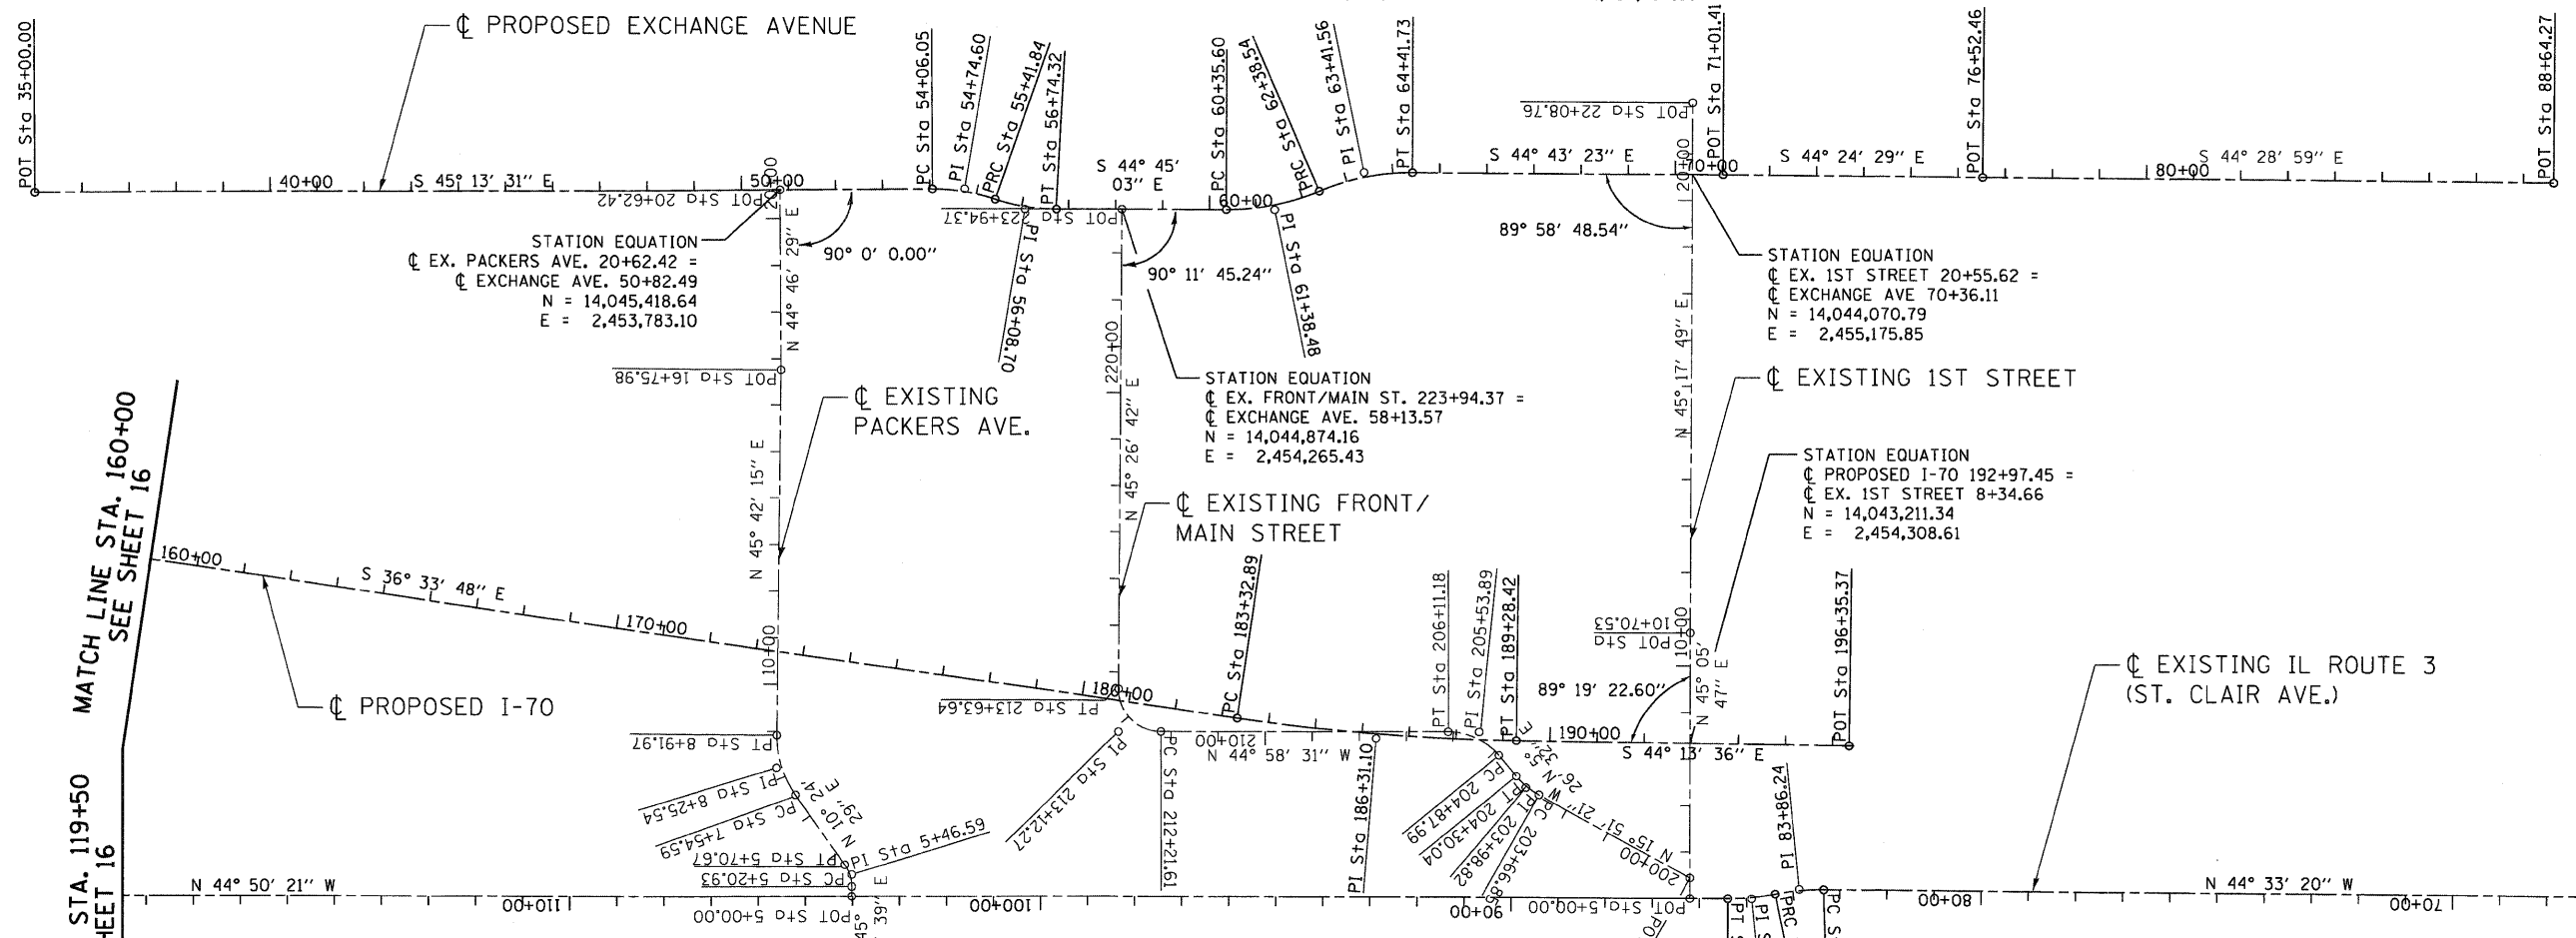 ℄ PROPOSED EXCHANGE AVENUE
POT Sta 35+00.00
40+00
S 45° 13' 31" E
50+00
20+00
POT Sta 20+62.42
PC Sta 54+06.05
PI Sta 54+74.60
PRC Sta 55+41.84
PT Sta 56+74.32
POT Sta 223+94.37
PI Sta 56+08.70
S 44° 45'
03" E
PC Sta 60+35.60
60+00
PI Sta 61+38.48
PRC Sta 62+38.54
PI Sta 63+41.56
PT Sta 64+41.73
S 44° 43' 23" E
POT Sta 22+08.76
20+00
70+00
POT Sta 71+01.41
S 44° 24' 29" E
POT Sta 76+52.46
80+00
S 44° 28' 59" E
POT Sta 88+64.27
STATION EQUATION
℄ EX. PACKERS AVE. 20+62.42 =
℄ EXCHANGE AVE. 50+82.49
N = 14,045,418.64
E = 2,453,783.10
N 44° 46' 29" E
90° 0' 0.00"
90° 11' 45.24"
89° 58' 48.54"
STATION EQUATION
℄ EX. 1ST STREET 20+55.62 =
℄ EXCHANGE AVE 70+36.11
N = 14,044,070.79
E = 2,455,175.85
POT Sta 16+75.98
220+00
STATION EQUATION
℄ EX. FRONT/MAIN ST. 223+94.37 =
℄ EXCHANGE AVE. 58+13.57
N = 14,044,874.16
E = 2,454,265.43
N 45° 17' 49" E
℄ EXISTING 1ST STREET
℄ EXISTING
PACKERS AVE.
N 45° 42' 15" E
N 45° 26' 42" E
STATION EQUATION
℄ PROPOSED I-70 192+97.45 =
℄ EX. 1ST STREET 8+34.66
N = 14,043,211.34
E = 2,454,308.61
℄ EXISTING FRONT/
MAIN STREET
MATCH LINE STA. 160+00
SEE SHEET 16
160+00
S 36° 33' 48" E
170+00
10+00
℄ PROPOSED I-70
180+00
PT Sta 213+63.64
PC Sta 183+32.89
PT Sta 206+11.18
PI Sta 205+53.89
PT Sta 189+28.42
POT Sta
10+70.53
10+00
N 45° 05'
47" E
89° 19' 22.60"
POT Sta 196+35.37
℄ EXISTING IL ROUTE 3
(ST. CLAIR AVE.)
190+00
S 44° 13' 36" E
210+00
N 44° 58' 31" W
PT Sta 8+91.97
PI Sta 8+25.54
PC Sta 7+54.59
N 10° 24'
29" E
PI Sta 5+46.59
PT Sta 5+70.67
PC Sta 5+20.93
POT Sta 5+00.00
PI Sta 213+12.27
PC Sta 212+21.61
PI Sta 186+31.10
PC 204+87.99
PT 204+30.04
203+98.82
PC 203+66.85
N 15° 51' 21" W
200+00
PI 83+86.24
STA. 119+50
HEET 16
N 44° 50' 21" W
110+00
100+00
90+00
POT Sta 5+00.00
PRC
80+00
N 44° 33' 20" W
70+00